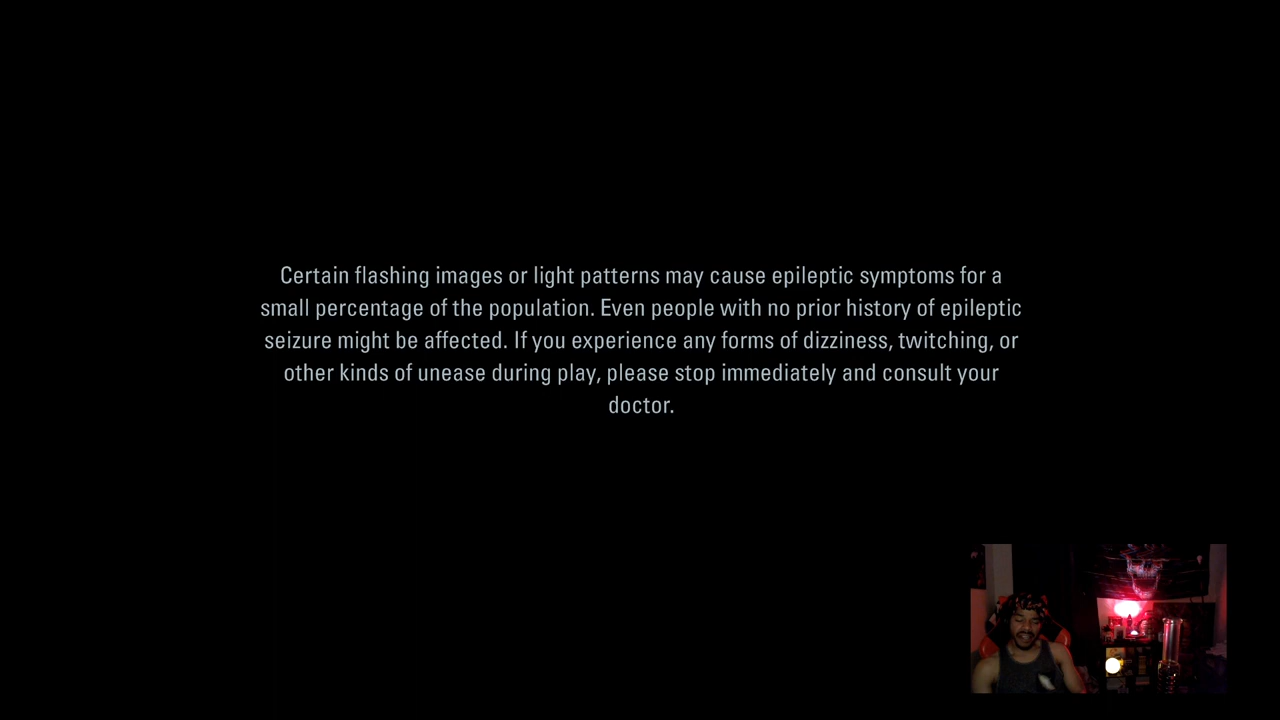 Certain flashing images or light patterns may cause epileptic symptoms for a
small percentage of the population. Even people with no prior history of epileptic
seizure might be affected. If you experience any forms of dizziness, twitching, or
other kinds of unease during play, please stop immediately and consult your
doctor.